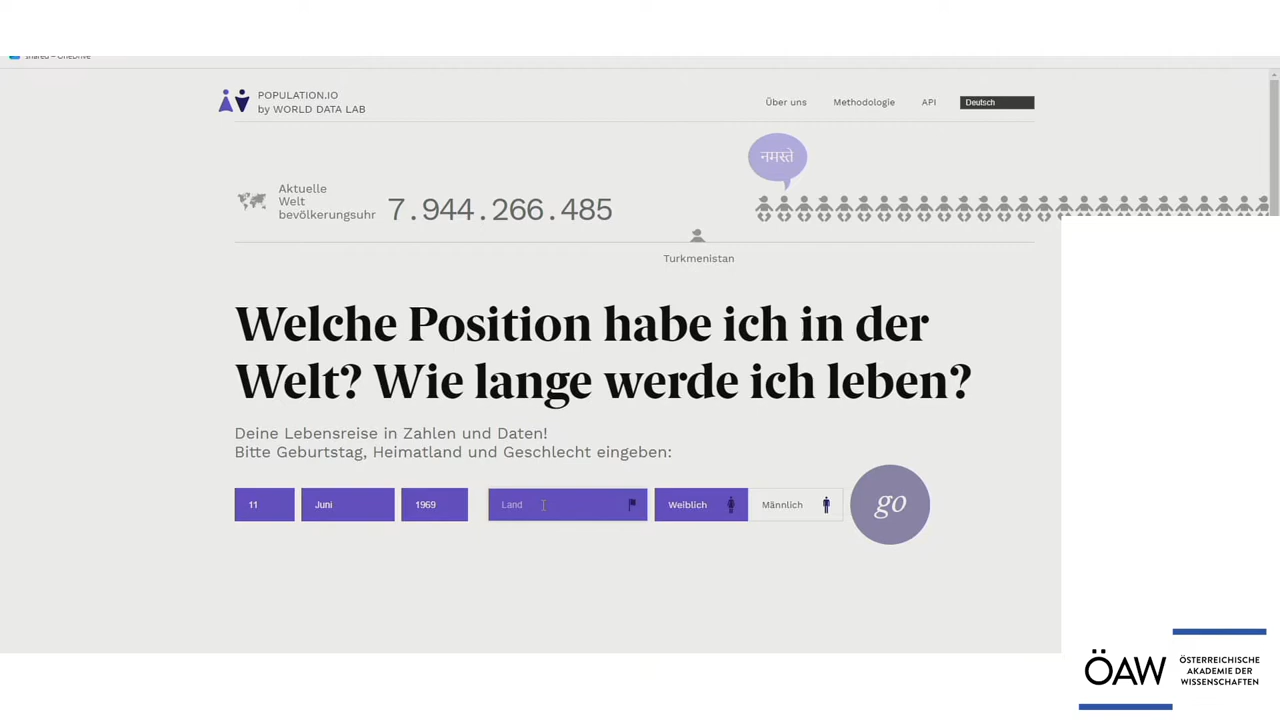 shared – OneDrive
POPULATION.IO
by WORLD DATA LAB
Über uns
Methodologie
API
Deutsch
नमस्ते
Aktuelle
Welt
bevölkerungsuhr
7.944.266.485
Turkmenistan
Welche Position habe ich in der
Welt? Wie lange werde ich leben?
Deine Lebensreise in Zahlen und Daten!
Bitte Geburtstag, Heimatland und Geschlecht eingeben:
11
Juni
1969
Land
Weiblich
Männlich
go
ÖAW
ÖSTERREICHISCHE
AKADEMIE DER
WISSENSCHAFTEN